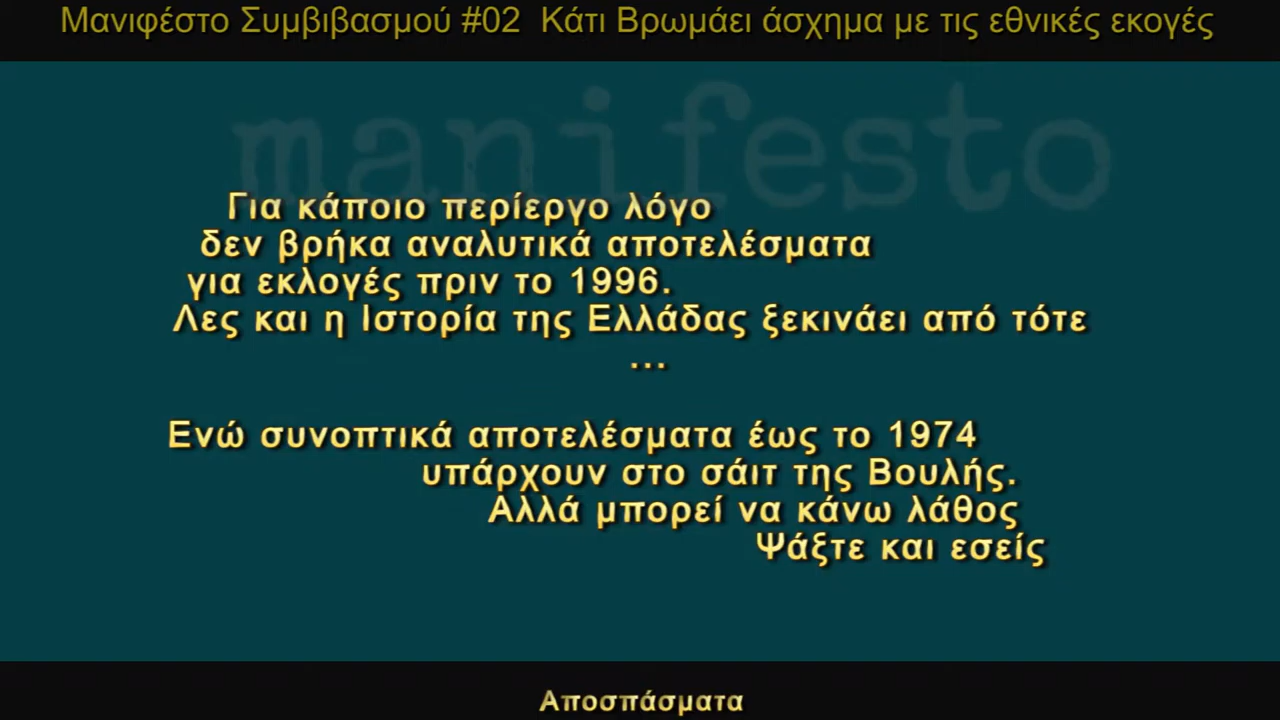 Μανιφέστο Συμβιβασμού #02  Κάτι Βρωμάει άσχημα με τις εθνικές εκογές
manifesto
Για κάποιο περίεργο λόγο
δεν βρήκα αναλυτικά αποτελέσματα
για εκλογές πριν το 1996.
Λες και η Ιστορία της Ελλάδας ξεκινάει από τότε
...
Ενώ συνοπτικά αποτελέσματα έως το 1974
υπάρχουν στο σάιτ της Βουλής.
Αλλά μπορεί να κάνω λάθος
Ψάξτε και εσείς
Αποσπάσματα